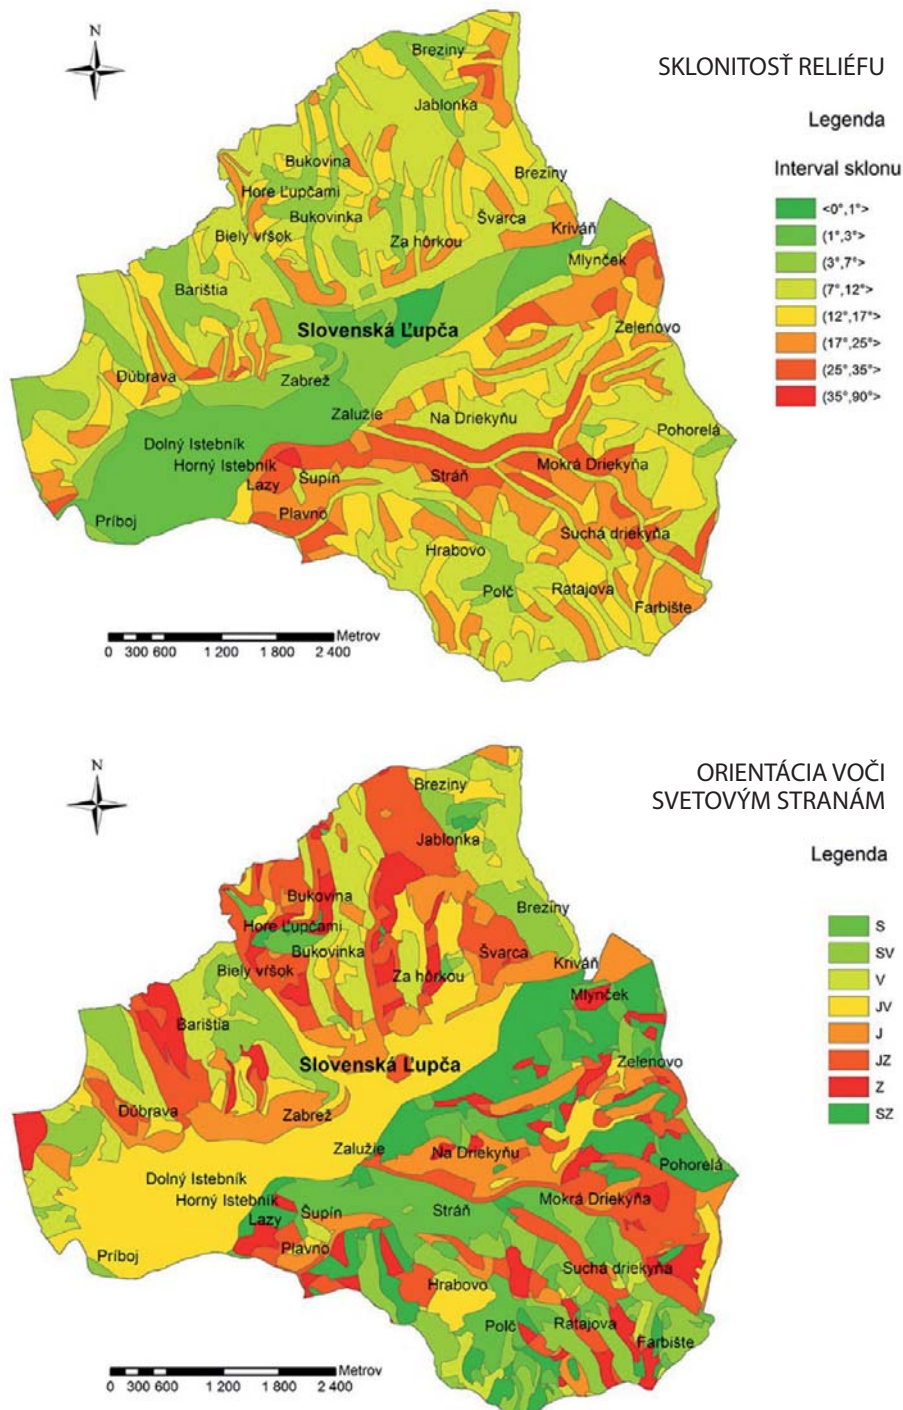 N
SKLONITOSŤ RELIÉFU
Legenda
Interval sklonu
<0°,1°>
(1°,3°>
(3°,7°>
(7°,12°>
(12°,17°>
(17°,25°>
(25°,35°>
(35°,90°>
Breziny
Jablonka
Bukovina
Breziny
Hore Ľupčami
Bukovinka
Švarca
Biely vŕšok
Za hôrkou
Kriváň
Mlynček
Barištia
Slovenská Ľupča
Zelenovo
Dúbrava
Zabrež
Zalužie
Na Driekyňu
Pohorelá
Dolný Istebník
Horný Istebník
Mokrá Driekyňa
Lazy
Šupín
Stráň
Príboj
Plavno
Suchá driekyňa
Hrabovo
Polč
Ratajova
Farbište
Metrov
0 300 600 1 200 1 800 2 400
N
ORIENTÁCIA VOČI
SVETOVÝM STRANÁM
Legenda
S
SV
V
JV
J
JZ
Z
SZ
Breziny
Jablonka
Bukovina
Breziny
Hore Ľupčami
Bukovinka
Švarca
Biely vŕšok
Za hôrkou
Kriváň
Mlynček
Barištia
Slovenská Ľupča
Zelenovo
Dúbrava
Zabrež
Zalužie
Na Driekyňu
Pohorelá
Dolný Istebník
Horný Istebník
Mokrá Driekyňa
Lazy
Šupín
Stráň
Príboj
Plavno
Suchá driekyňa
Hrabovo
Polč
Ratajova
Farbište
Metrov
0 300 600 1 200 1 800 2 400